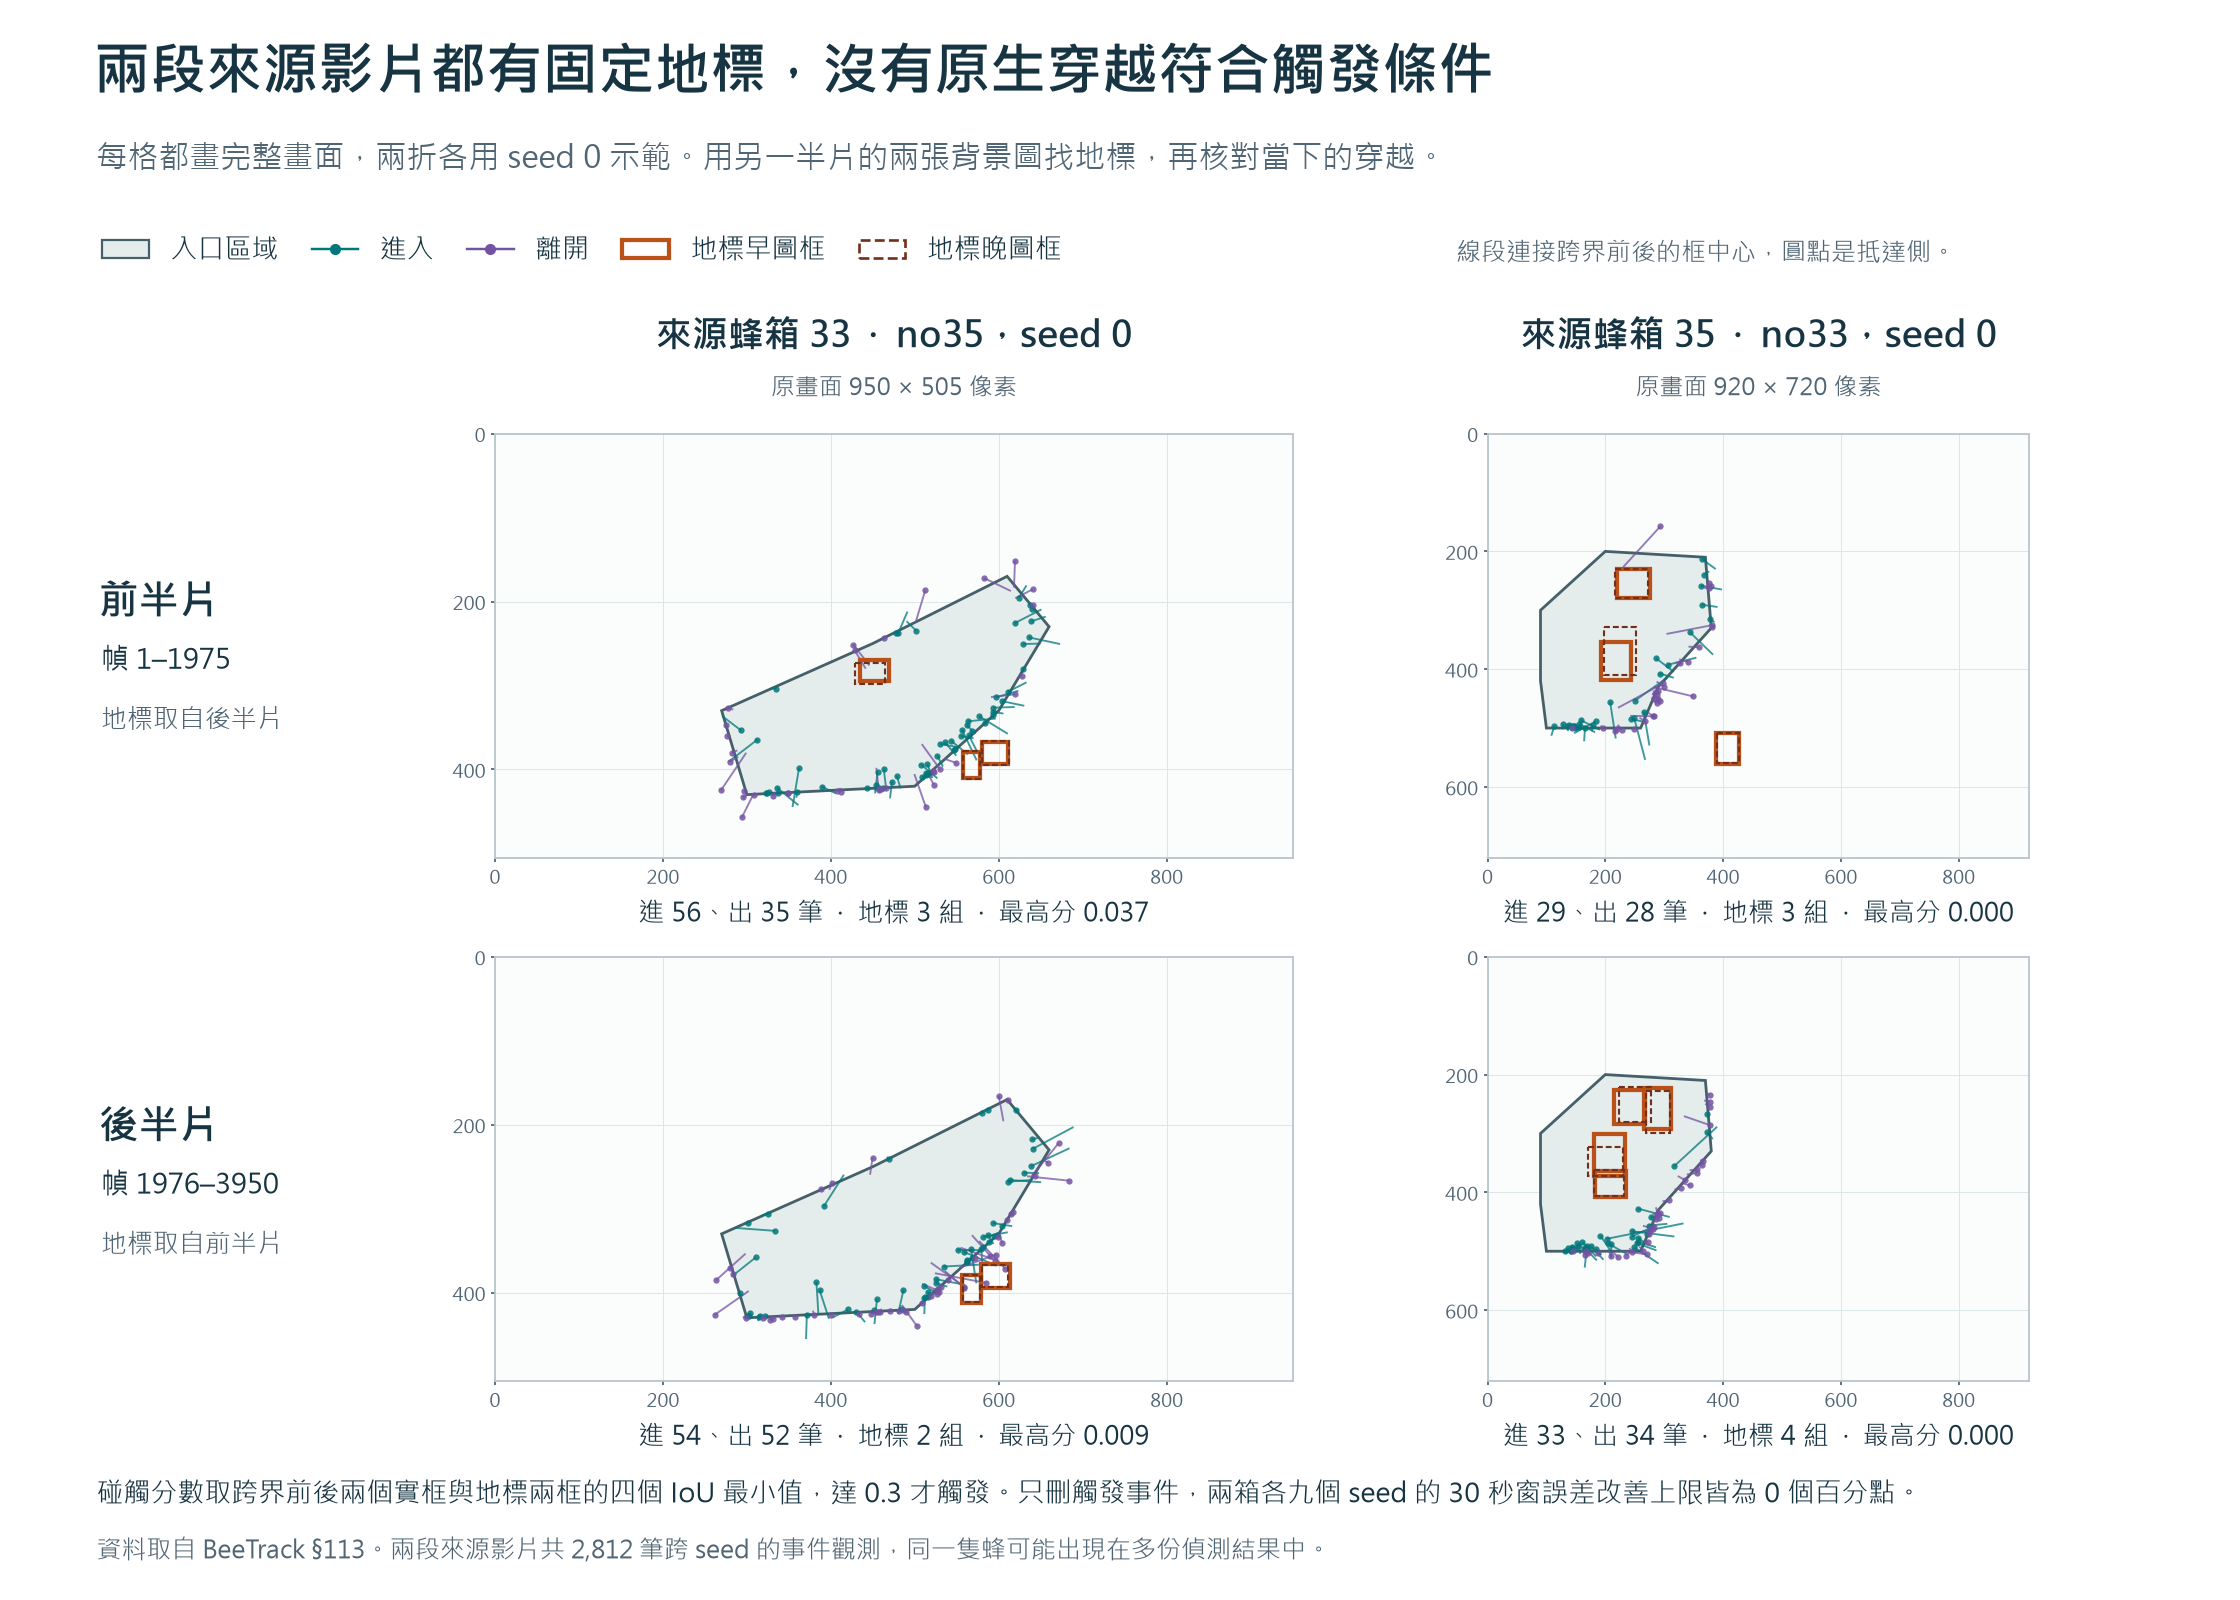 兩段來源影片都有固定地標，沒有原生穿越符合觸發條件
每格都畫完整畫面，兩折各用 seed 0 示範。用另一半片的兩張背景圖找地標，再核對當下的穿越。
入口區域 進入 離開 地標早圖框 地標晚圖框
線段連接跨界前後的框中心，圓點是抵達側。
來源蜂箱 33 · no35，seed 0
原畫面 950 × 505 像素
來源蜂箱 35 · no33，seed 0
原畫面 920 × 720 像素
前半片
幀 1–1975
地標取自後半片
0
200
400
0 200 400 600 800
進 56、出 35 筆 · 地標 3 組 · 最高分 0.037
0
200
400
600
0 200 400 600 800
進 29、出 28 筆 · 地標 3 組 · 最高分 0.000
後半片
幀 1976–3950
地標取自前半片
0
200
400
0 200 400 600 800
進 54、出 52 筆 · 地標 2 組 · 最高分 0.009
0
200
400
600
0 200 400 600 800
進 33、出 34 筆 · 地標 4 組 · 最高分 0.000
碰觸分數取跨界前後兩個實框與地標兩框的四個 IoU 最小值，達 0.3 才觸發。只刪觸發事件，兩箱各九個 seed 的 30 秒窗誤差改善上限皆為 0 個百分點。
資料取自 BeeTrack §113。兩段來源影片共 2,812 筆跨 seed 的事件觀測，同一隻蜂可能出現在多份偵測結果中。